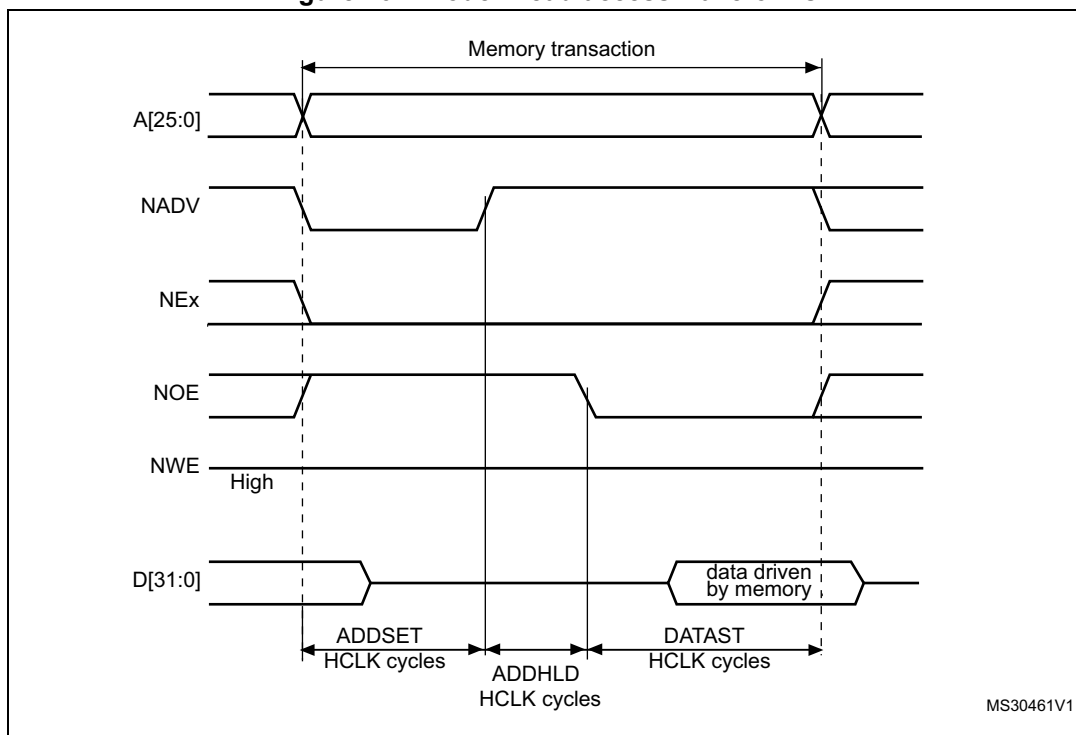 Memory transaction
A[25:0]
NADV
NEx
NOE
NWE
High
D[31:0]
data driven
by memory
ADDSET
HCLK cycles
ADDHLD
HCLK cycles
DATAST
HCLK cycles
MS30461V1